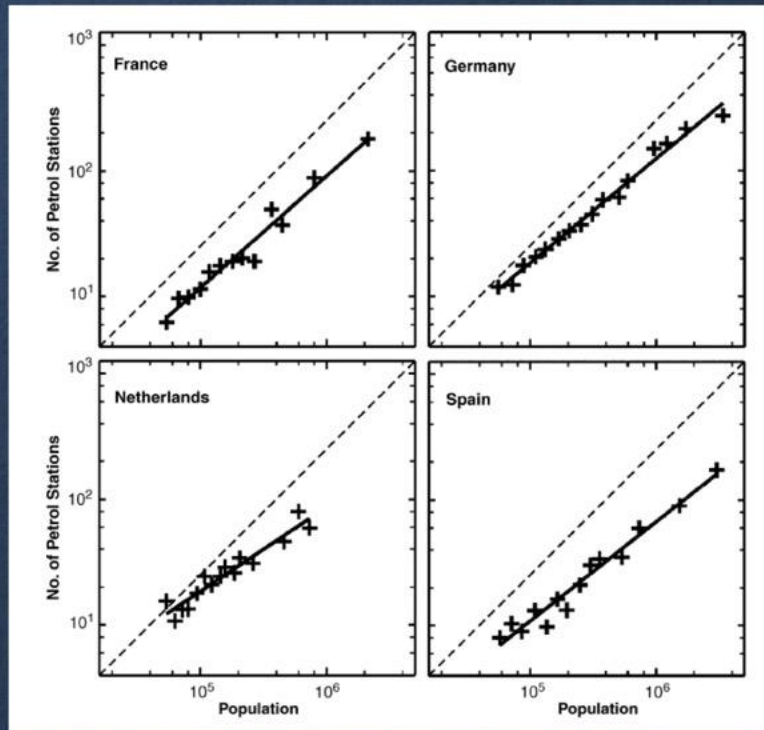 10³
France
No. of Petrol Stations
10²
10¹
Germany
10³
Netherlands
No. of Petrol Stations
10²
10¹
10⁵
10⁶
Population
Spain
10⁵
10⁶
Population